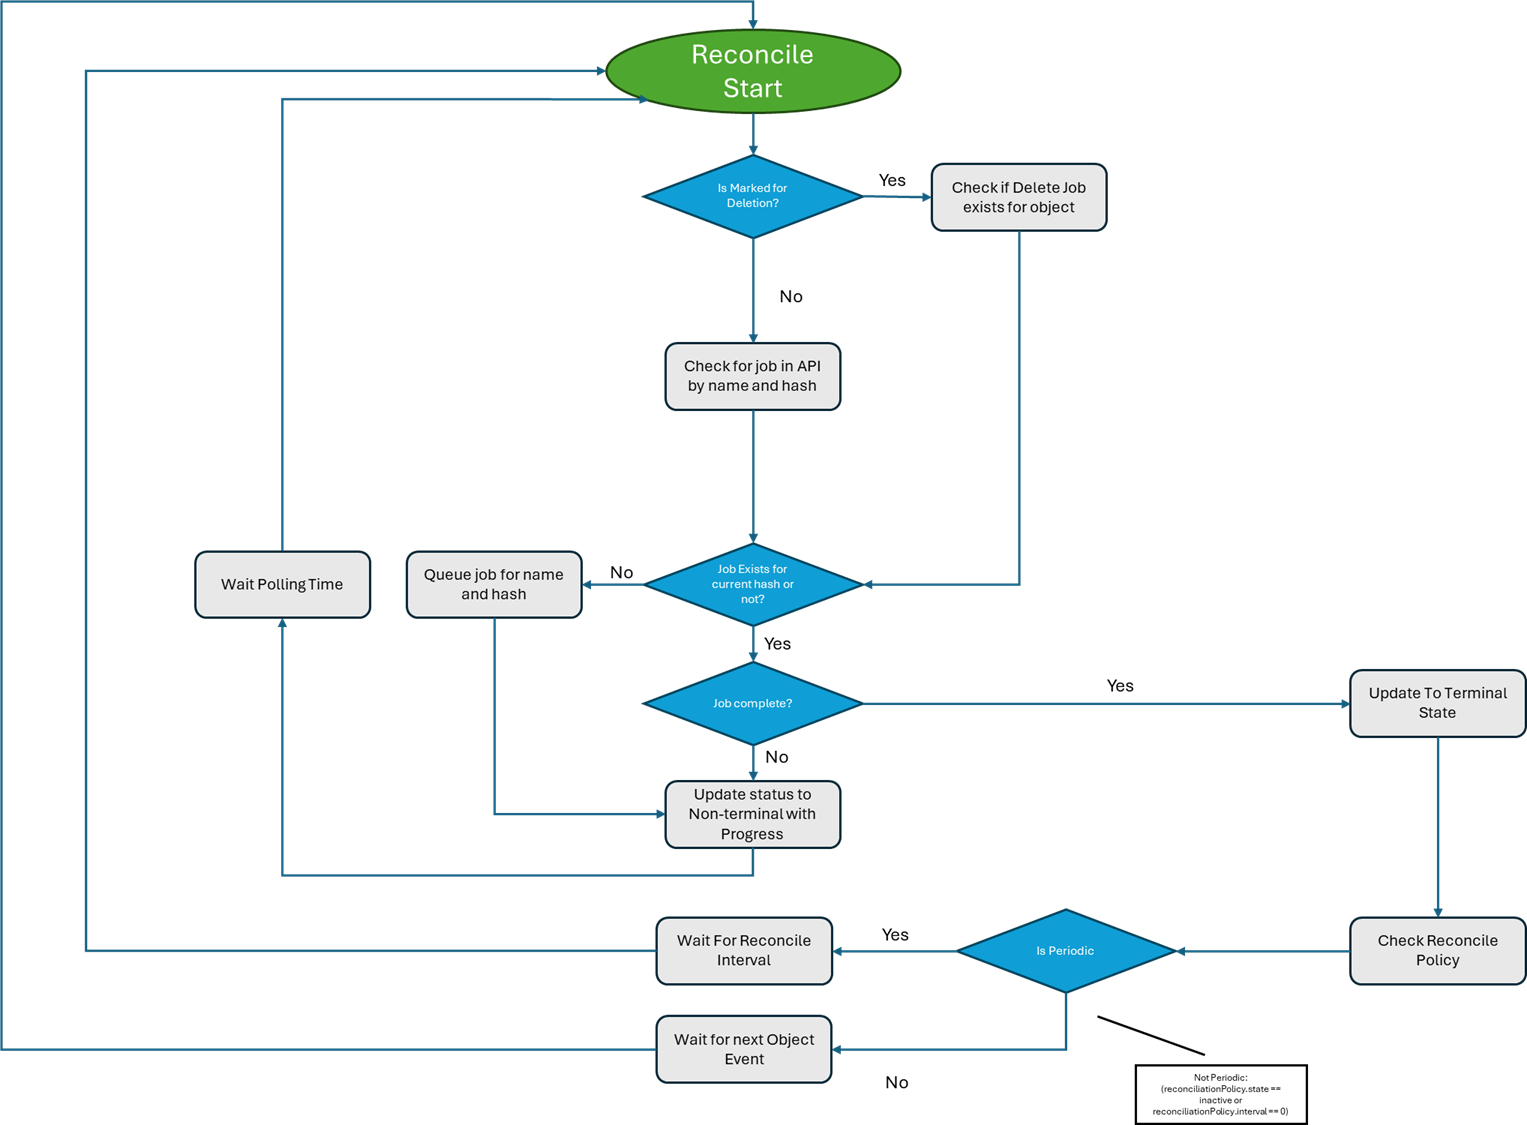 Reconcile
Start
Is Marked for
Deletion?
Yes
Check if Delete Job
exists for object
No
Check for job in API
by name and hash
Wait Polling Time
Queue job for name
and hash
No
Job Exists for
current hash or
not?
Yes
Job complete?
Yes
Update To Terminal
State
No
Update status to
Non-terminal with
Progress
Wait For Reconcile
Interval
Yes
Is Periodic
Check Reconcile
Policy
Wait for next Object
Event
No
Not Periodic:
(reconciliationPolicy.state ==
inactive or
reconciliationPolicy.interval == 0)